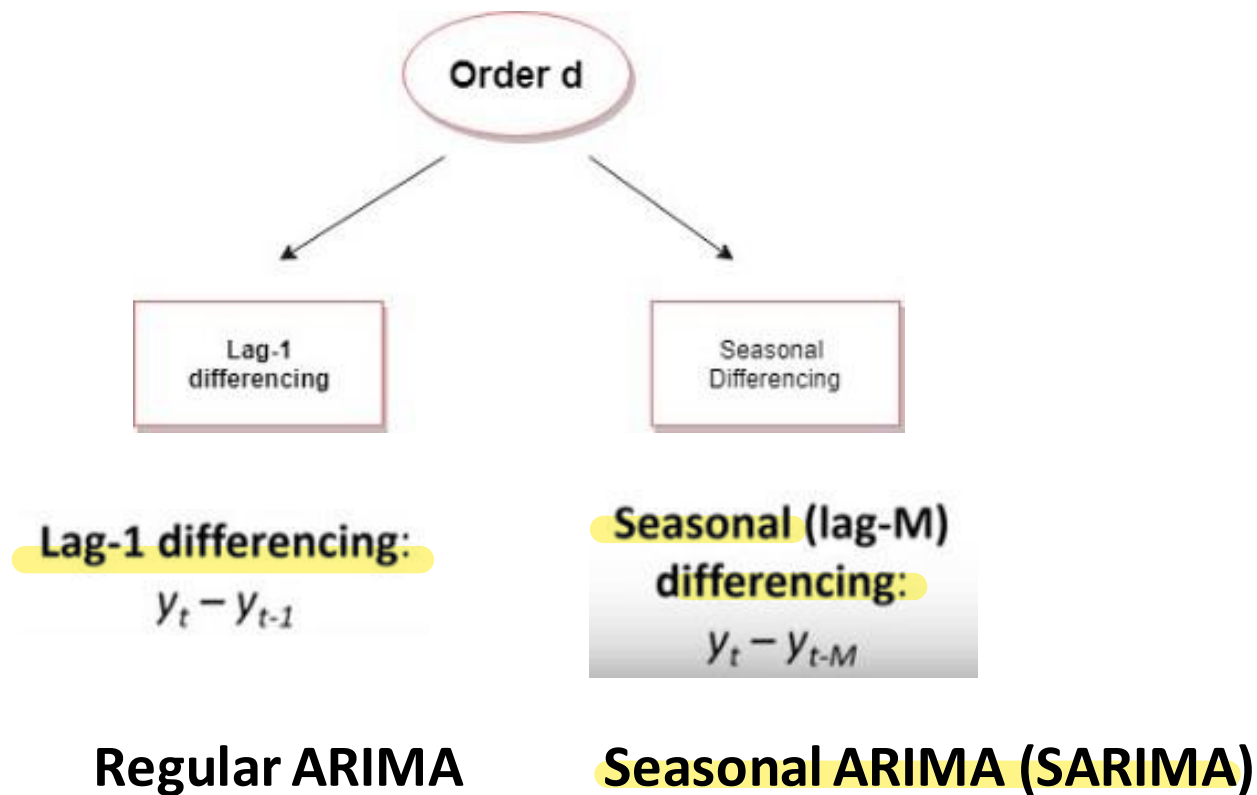 Order d
Lag-1
differencing
Seasonal
Differencing
Lag-1 differencing:
yₜ – yₜ₋₁
Seasonal (lag-M)
differencing:
yₜ – yₜ₋M
Regular ARIMA
Seasonal ARIMA (SARIMA)